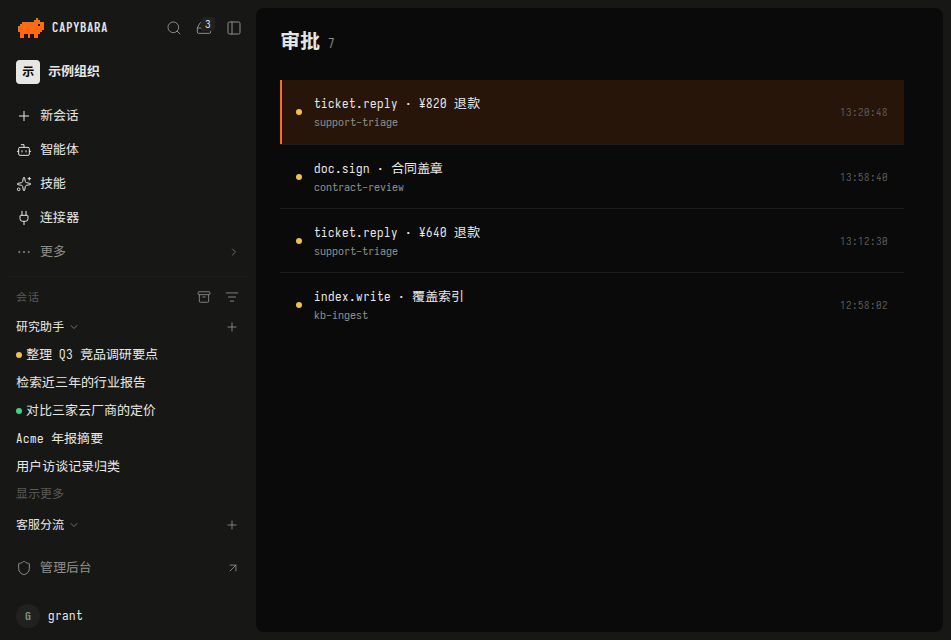 CAPYBARA
3
示 示例组织
新会话
智能体
技能
连接器
更多
会话
研究助手
整理 Q3 竞品调研要点
检索近三年的行业报告
对比三家云厂商的定价
Acme 年报摘要
用户访谈记录归类
显示更多
客服分流
管理后台
G grant
审批 7
ticket.reply · ¥820 退款
support-triage
13:20:48
doc.sign · 合同盖章
contract-review
13:58:40
ticket.reply · ¥640 退款
support-triage
13:12:30
index.write · 覆盖索引
kb-ingest
12:58:02